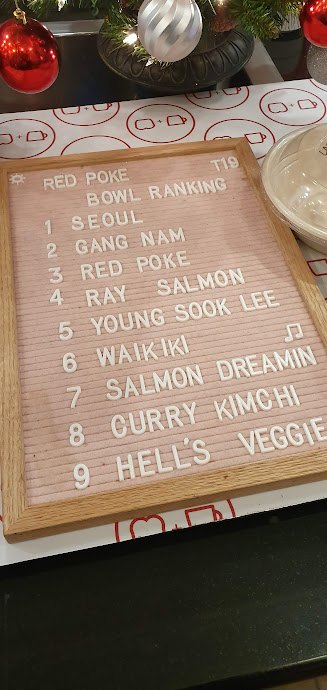 RED POKE T19
BOWL RANKING
1 SEOUL
2 GANG NAM
3 RED POKE
4 RAY SALMON
5 YOUNG SOOK LEE
6 WAIKIKI
7 SALMON DREAMIN
8 CURRY KIMCHI
9 HELL'S VEGGIE